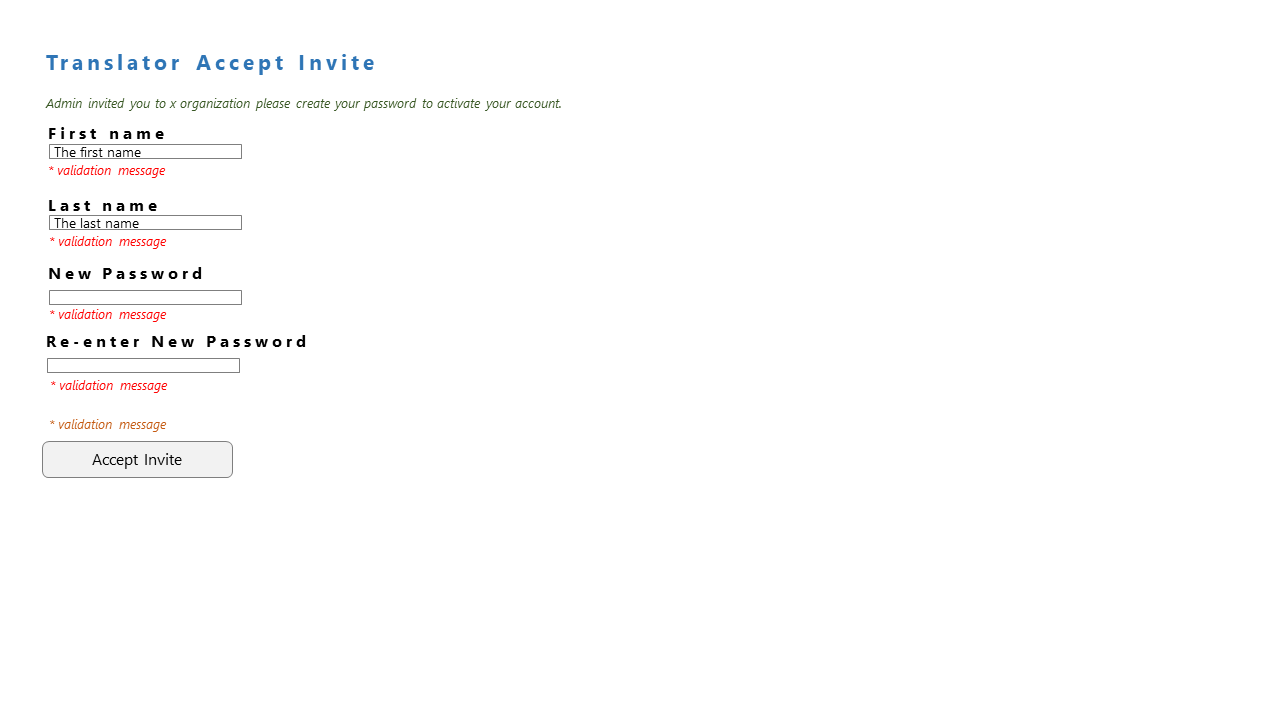 Translator Accept Invite
Admin invited you to x organization please create your password to activate your account.
First name
The first name
* validation message
Last name
The last name
* validation message
New Password
* validation message
Re-enter New Password
* validation message
* validation message
Accept Invite